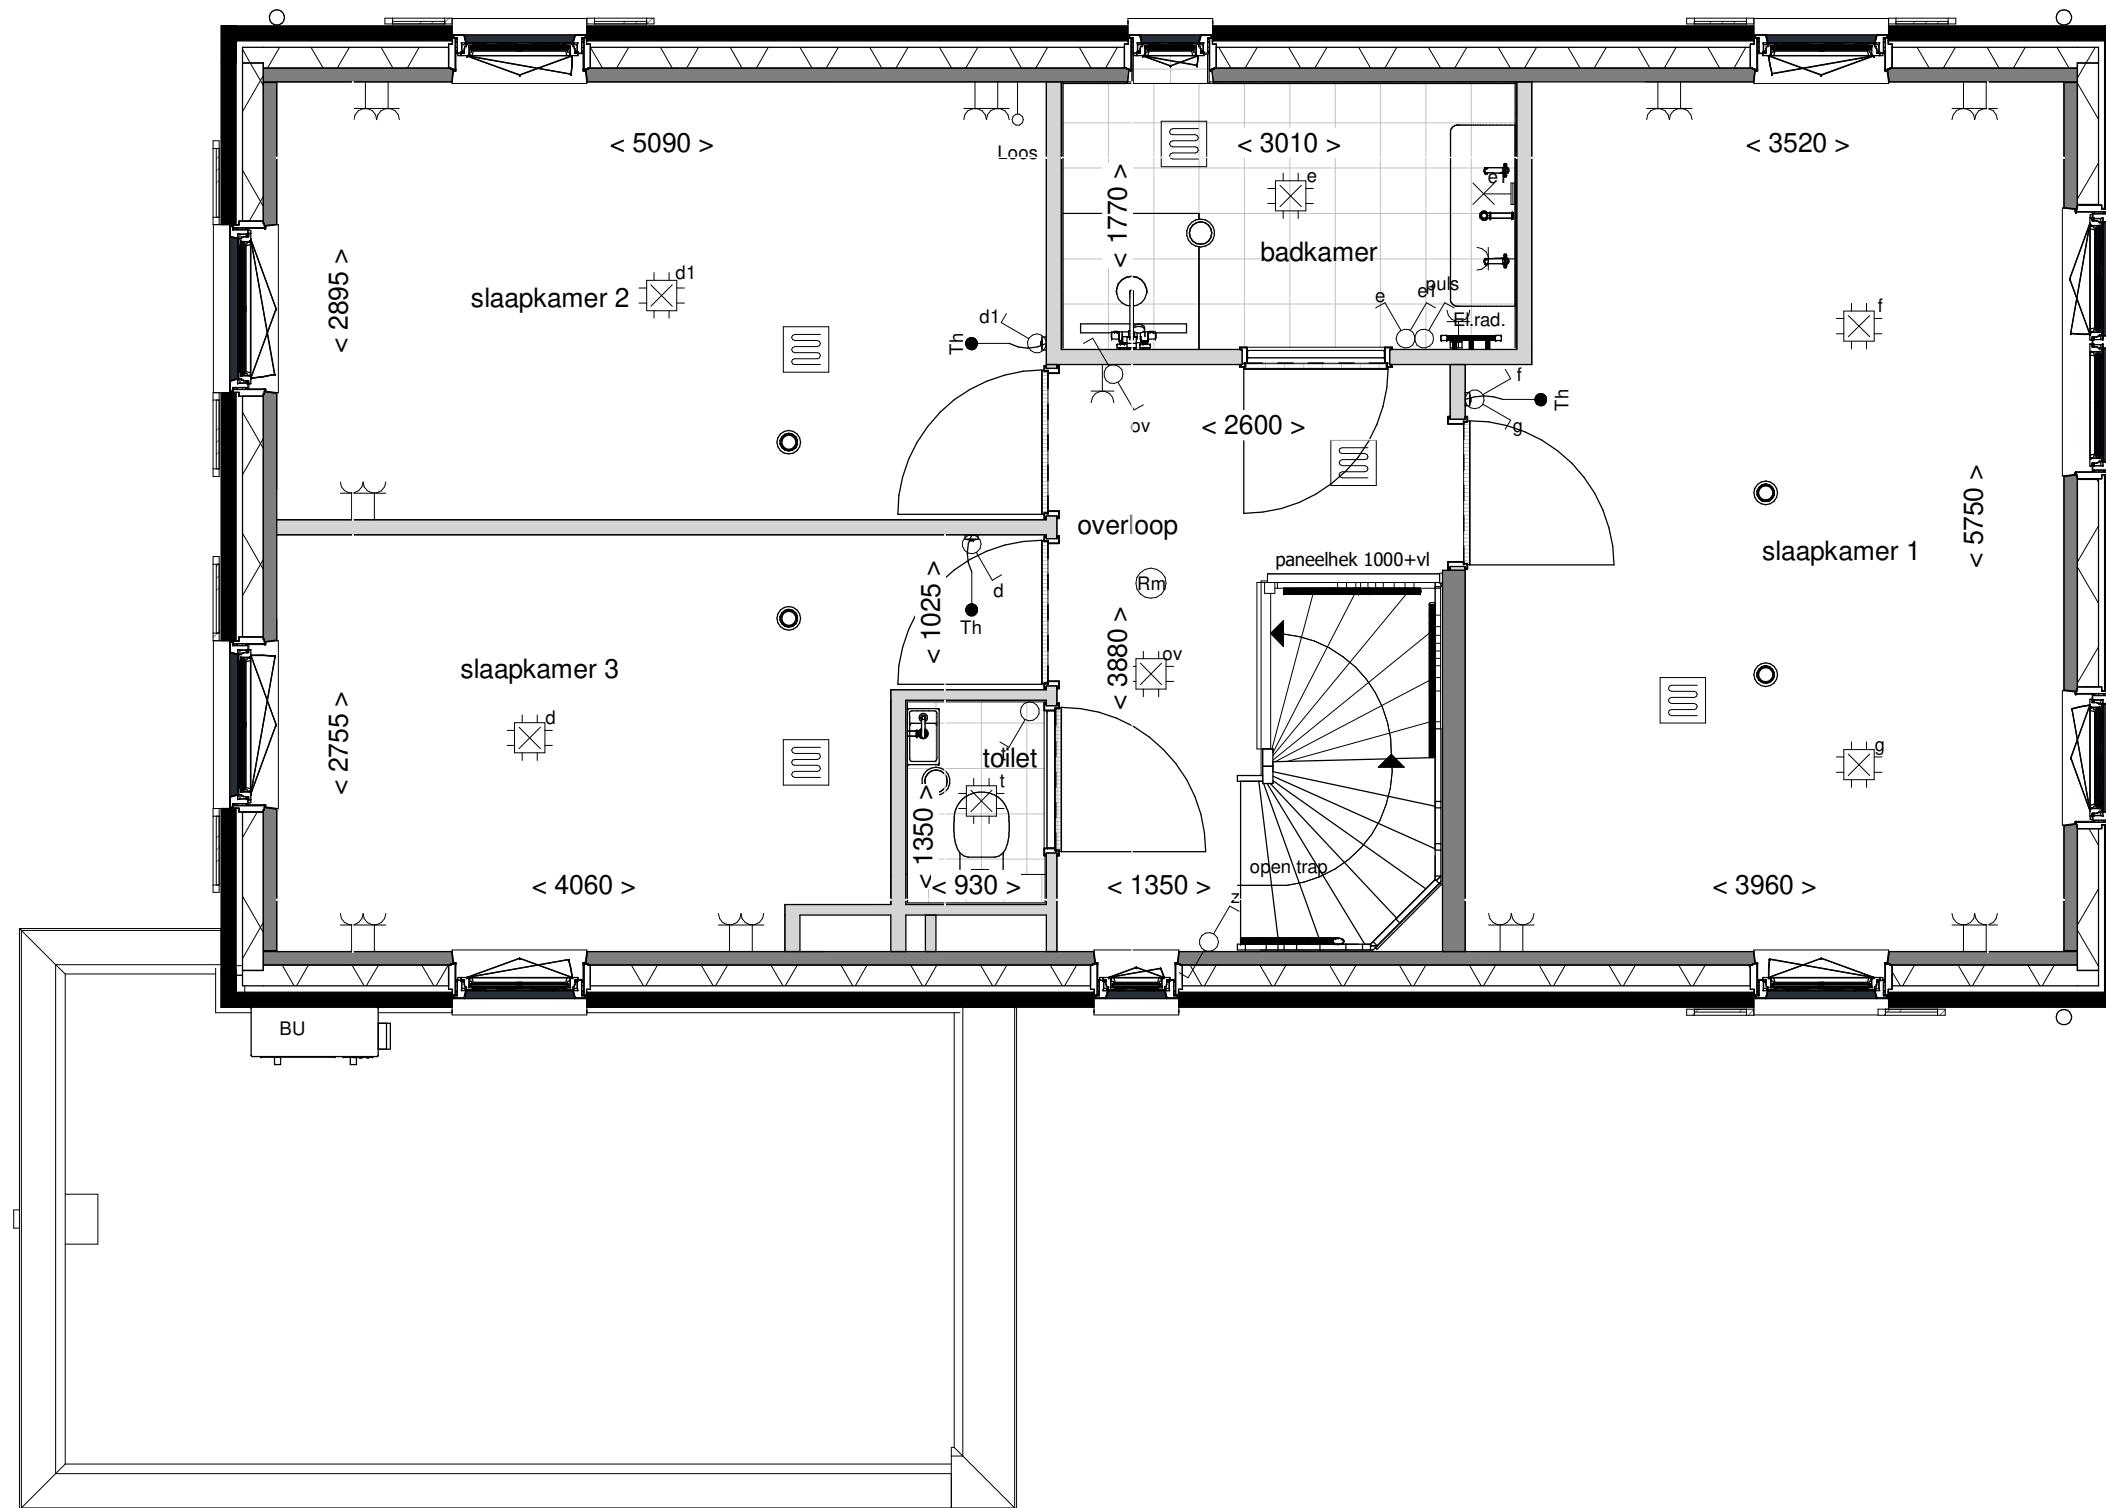 < 5090 >
< 3010 >
< 3520 >
Loos
e
e1
< 1770 >
badkamer
< 2895 >
slaapkamer 2
d1
d1
Th
e
e1
puls
El.rad.
f
f
Th
g
ov
< 2600 >
overloop
< 5750 >
slaapkamer 1
paneelhek 1000+vl
Rm
d
Th
< 1025 >
< 3880 >
ov
slaapkamer 3
d
< 2755 >
toilet
t
t
g
< 1350 >
open trap
< 4060 >
< 930 >
< 1350 >
< 3960 >
z
BU